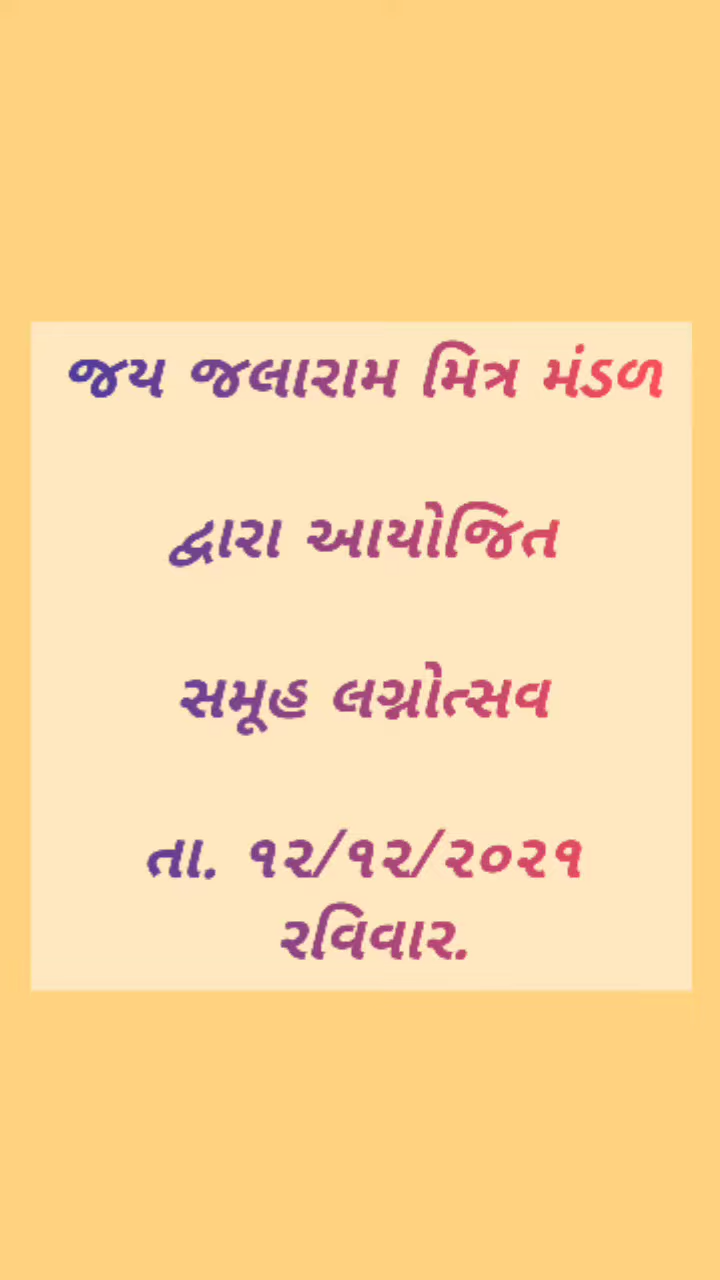 જય જલારામ મિત્ર મંડળ
દ્વારા આયોજિત
સમૂહ લગ્નોત્સવ
તા. ૧૨/૧૨/૨૦૨૧
રવિવાર.